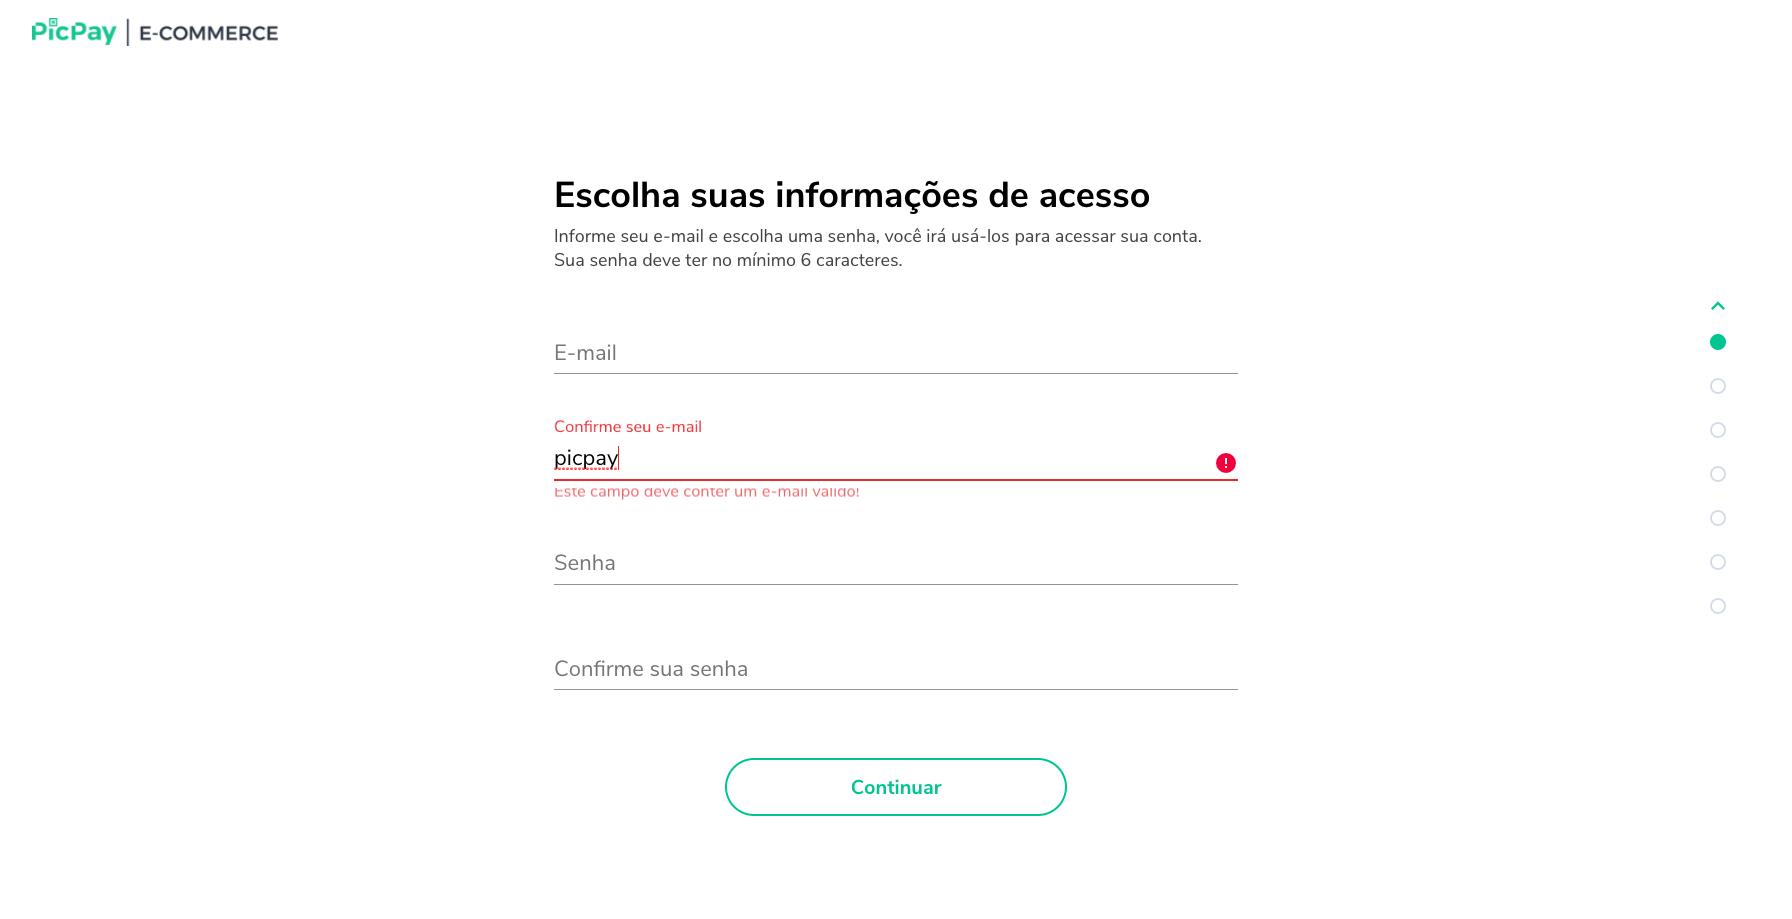 PicPay | E-COMMERCE
Escolha suas informações de acesso
Informe seu e-mail e escolha uma senha, você irá usá-los para acessar sua conta.
Sua senha deve ter no mínimo 6 caracteres.
E-mail
Confirme seu e-mail
picpay
Este campo deve conter um e-mail válido!
Senha
Confirme sua senha
Continuar